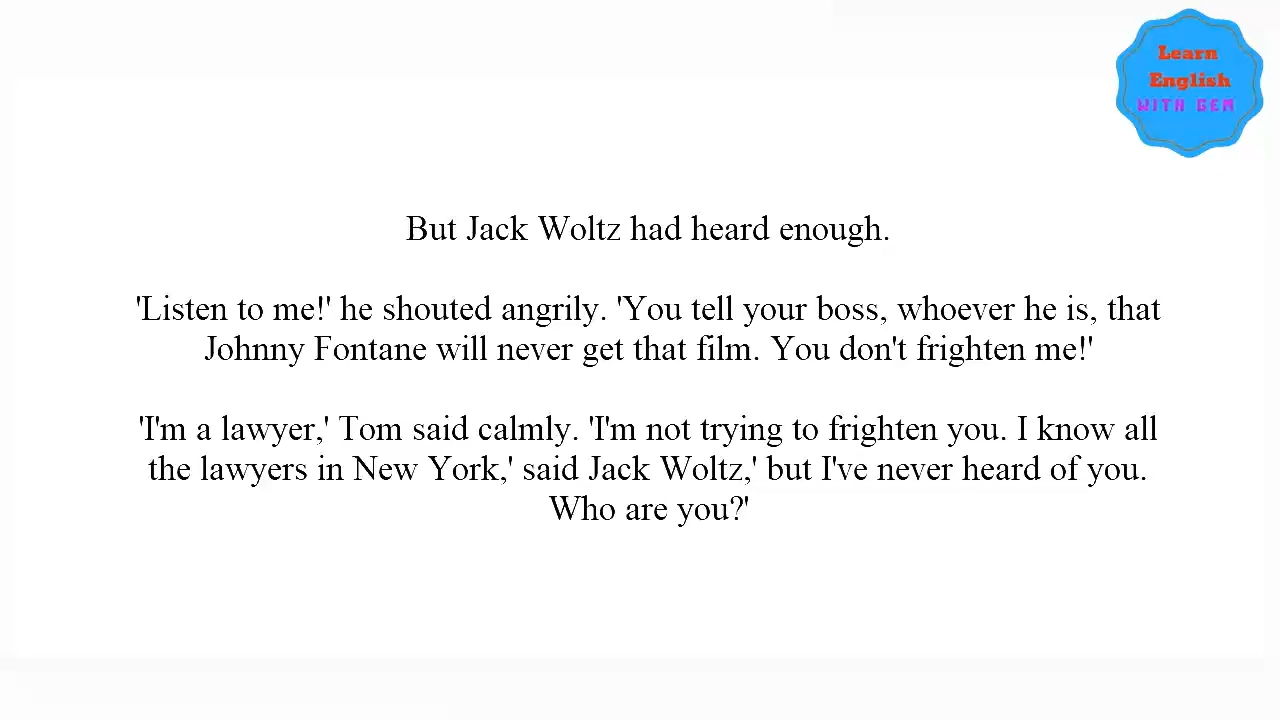 Learn
English
WITH GEM
But Jack Woltz had heard enough.
'Listen to me!' he shouted angrily. 'You tell your boss, whoever he is, that
Johnny Fontane will never get that film. You don't frighten me!'
'I'm a lawyer,' Tom said calmly. 'I'm not trying to frighten you. I know all
the lawyers in New York,' said Jack Woltz,' but I've never heard of you.
Who are you?'